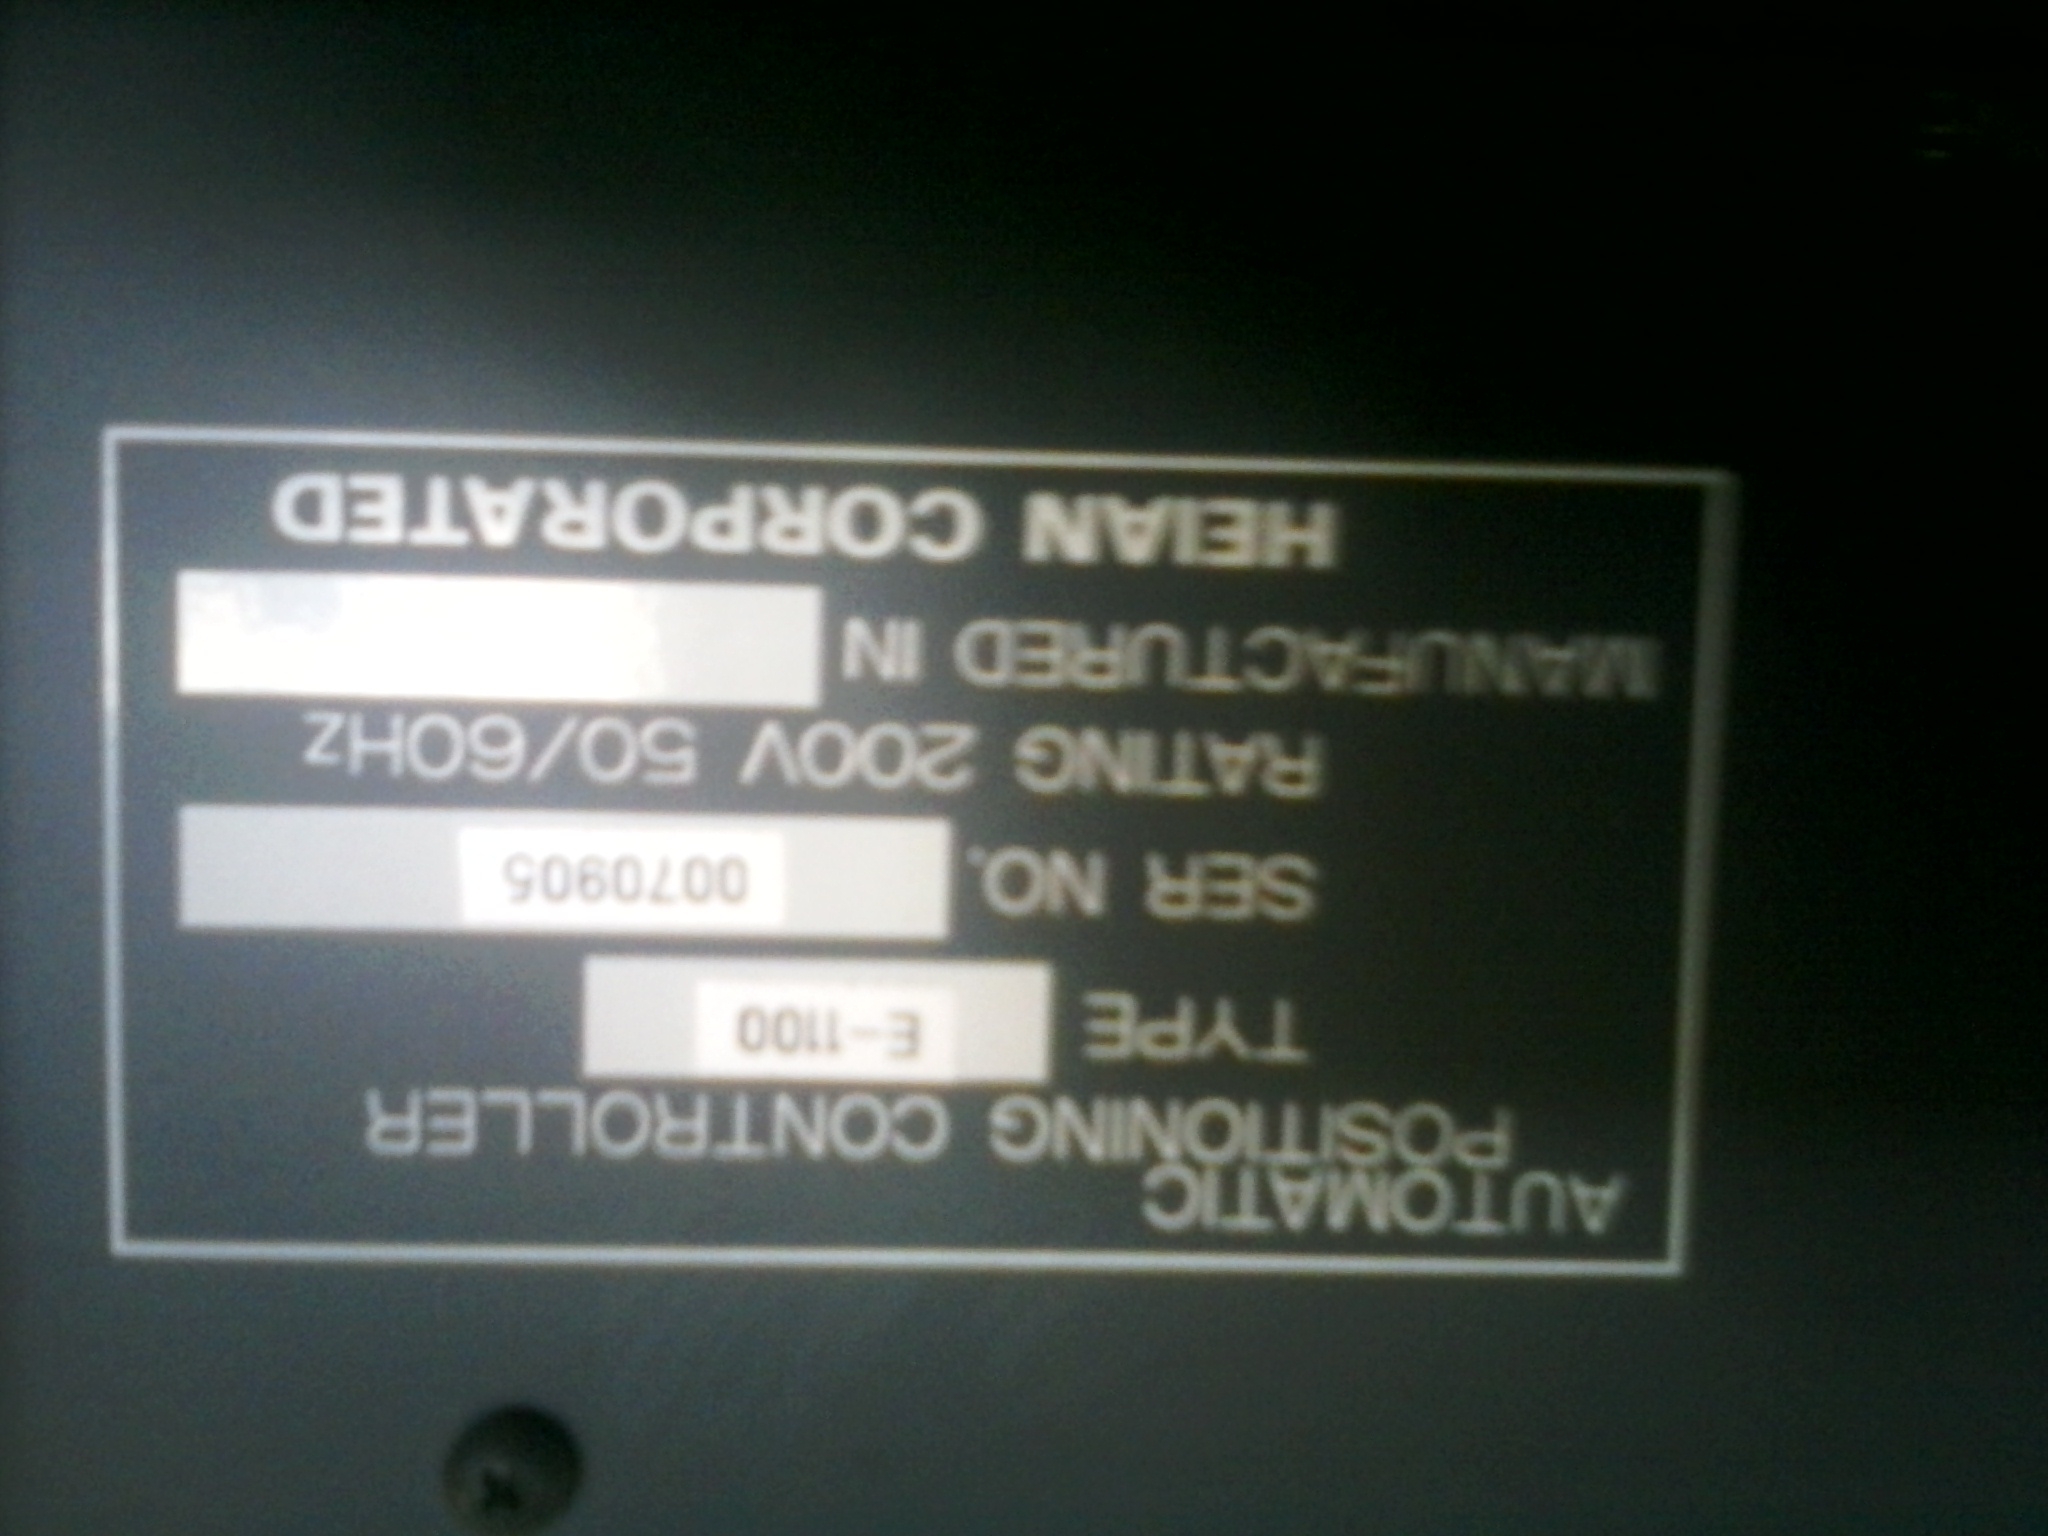 AUTOMATIC
POSITIONING CONTROLLER
TYPE E-1100
SER NO. 0070905
RATING 200V 50/60Hz
MANUFACTURED IN
HEIAN CORPORATED